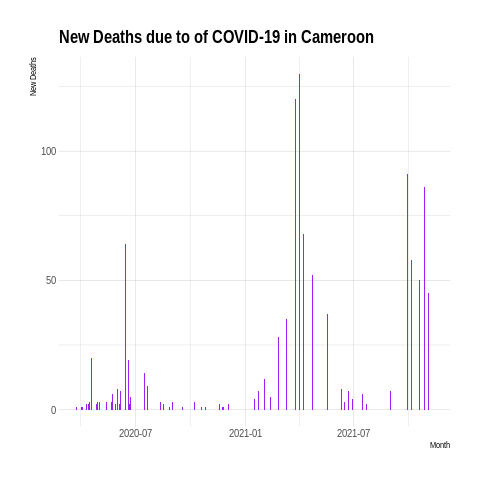 New Deaths due to of COVID-19 in Cameroon
New Deaths
100
50
0
2020-07
2021-01
2021-07
Month